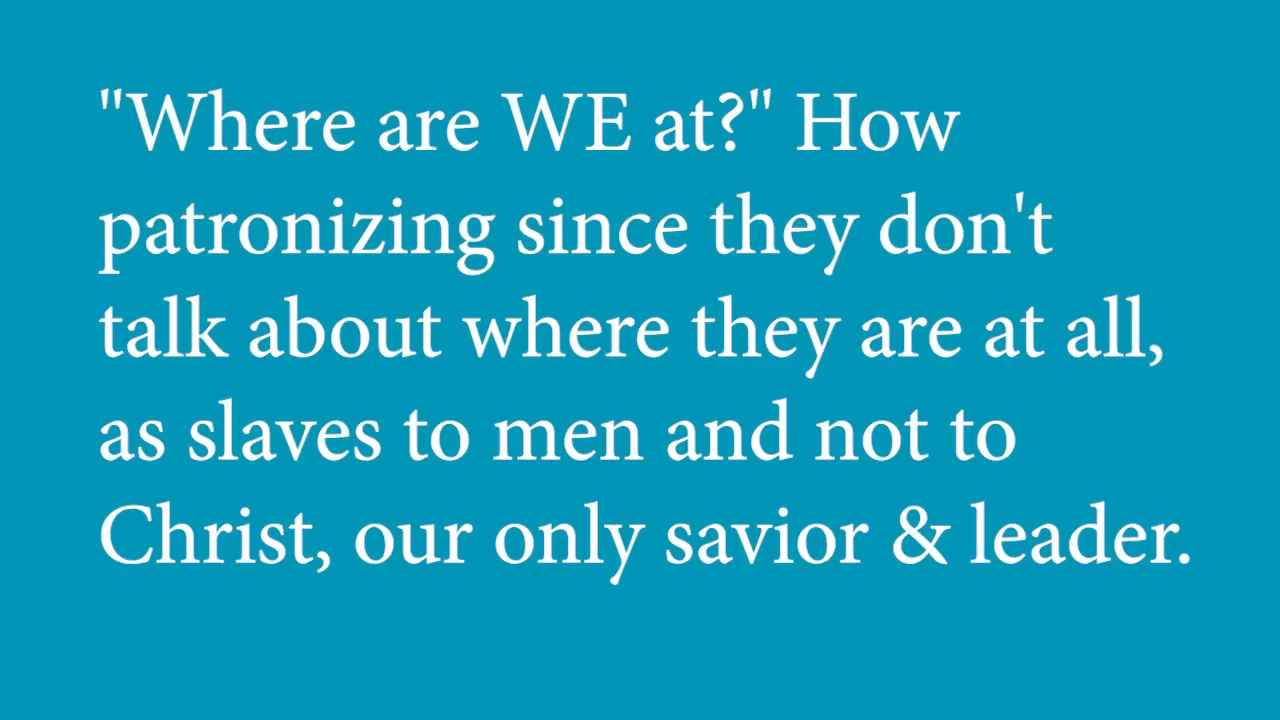 "Where are WE at?" How
patronizing since they don't
talk about where they are at all,
as slaves to men and not to
Christ, our only savior & leader.